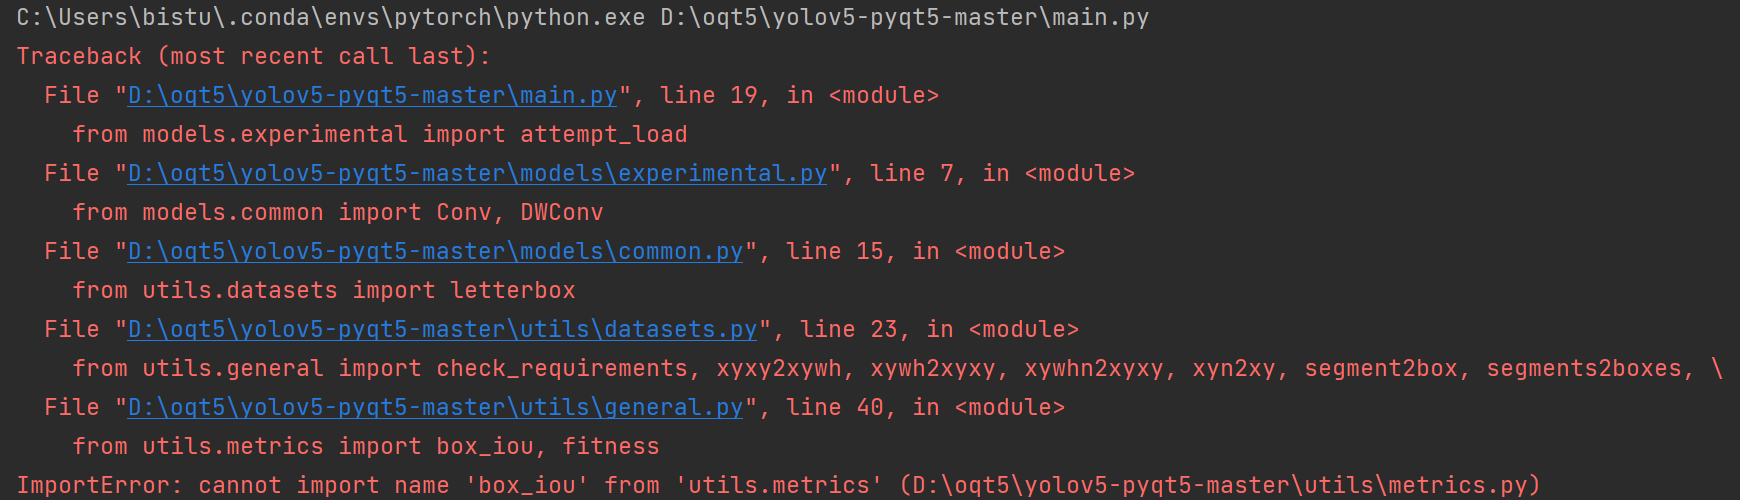 C:\Users\bistu\.conda\envs\pytorch\python.exe D:\oqt5\yolov5-pyqt5-master\main.py
Traceback (most recent call last):
  File "D:\oqt5\yolov5-pyqt5-master\main.py", line 19, in <module>
    from models.experimental import attempt_load
  File "D:\oqt5\yolov5-pyqt5-master\models\experimental.py", line 7, in <module>
    from models.common import Conv, DWConv
  File "D:\oqt5\yolov5-pyqt5-master\models\common.py", line 15, in <module>
    from utils.datasets import letterbox
  File "D:\oqt5\yolov5-pyqt5-master\utils\datasets.py", line 23, in <module>
    from utils.general import check_requirements, xyxy2xywh, xywh2xyxy, xywhn2xyxy, xyn2xy, segment2box, segments2boxes, \
  File "D:\oqt5\yolov5-pyqt5-master\utils\general.py", line 40, in <module>
    from utils.metrics import box_iou, fitness
ImportError: cannot import name 'box_iou' from 'utils.metrics' (D:\oqt5\yolov5-pyqt5-master\utils\metrics.py)